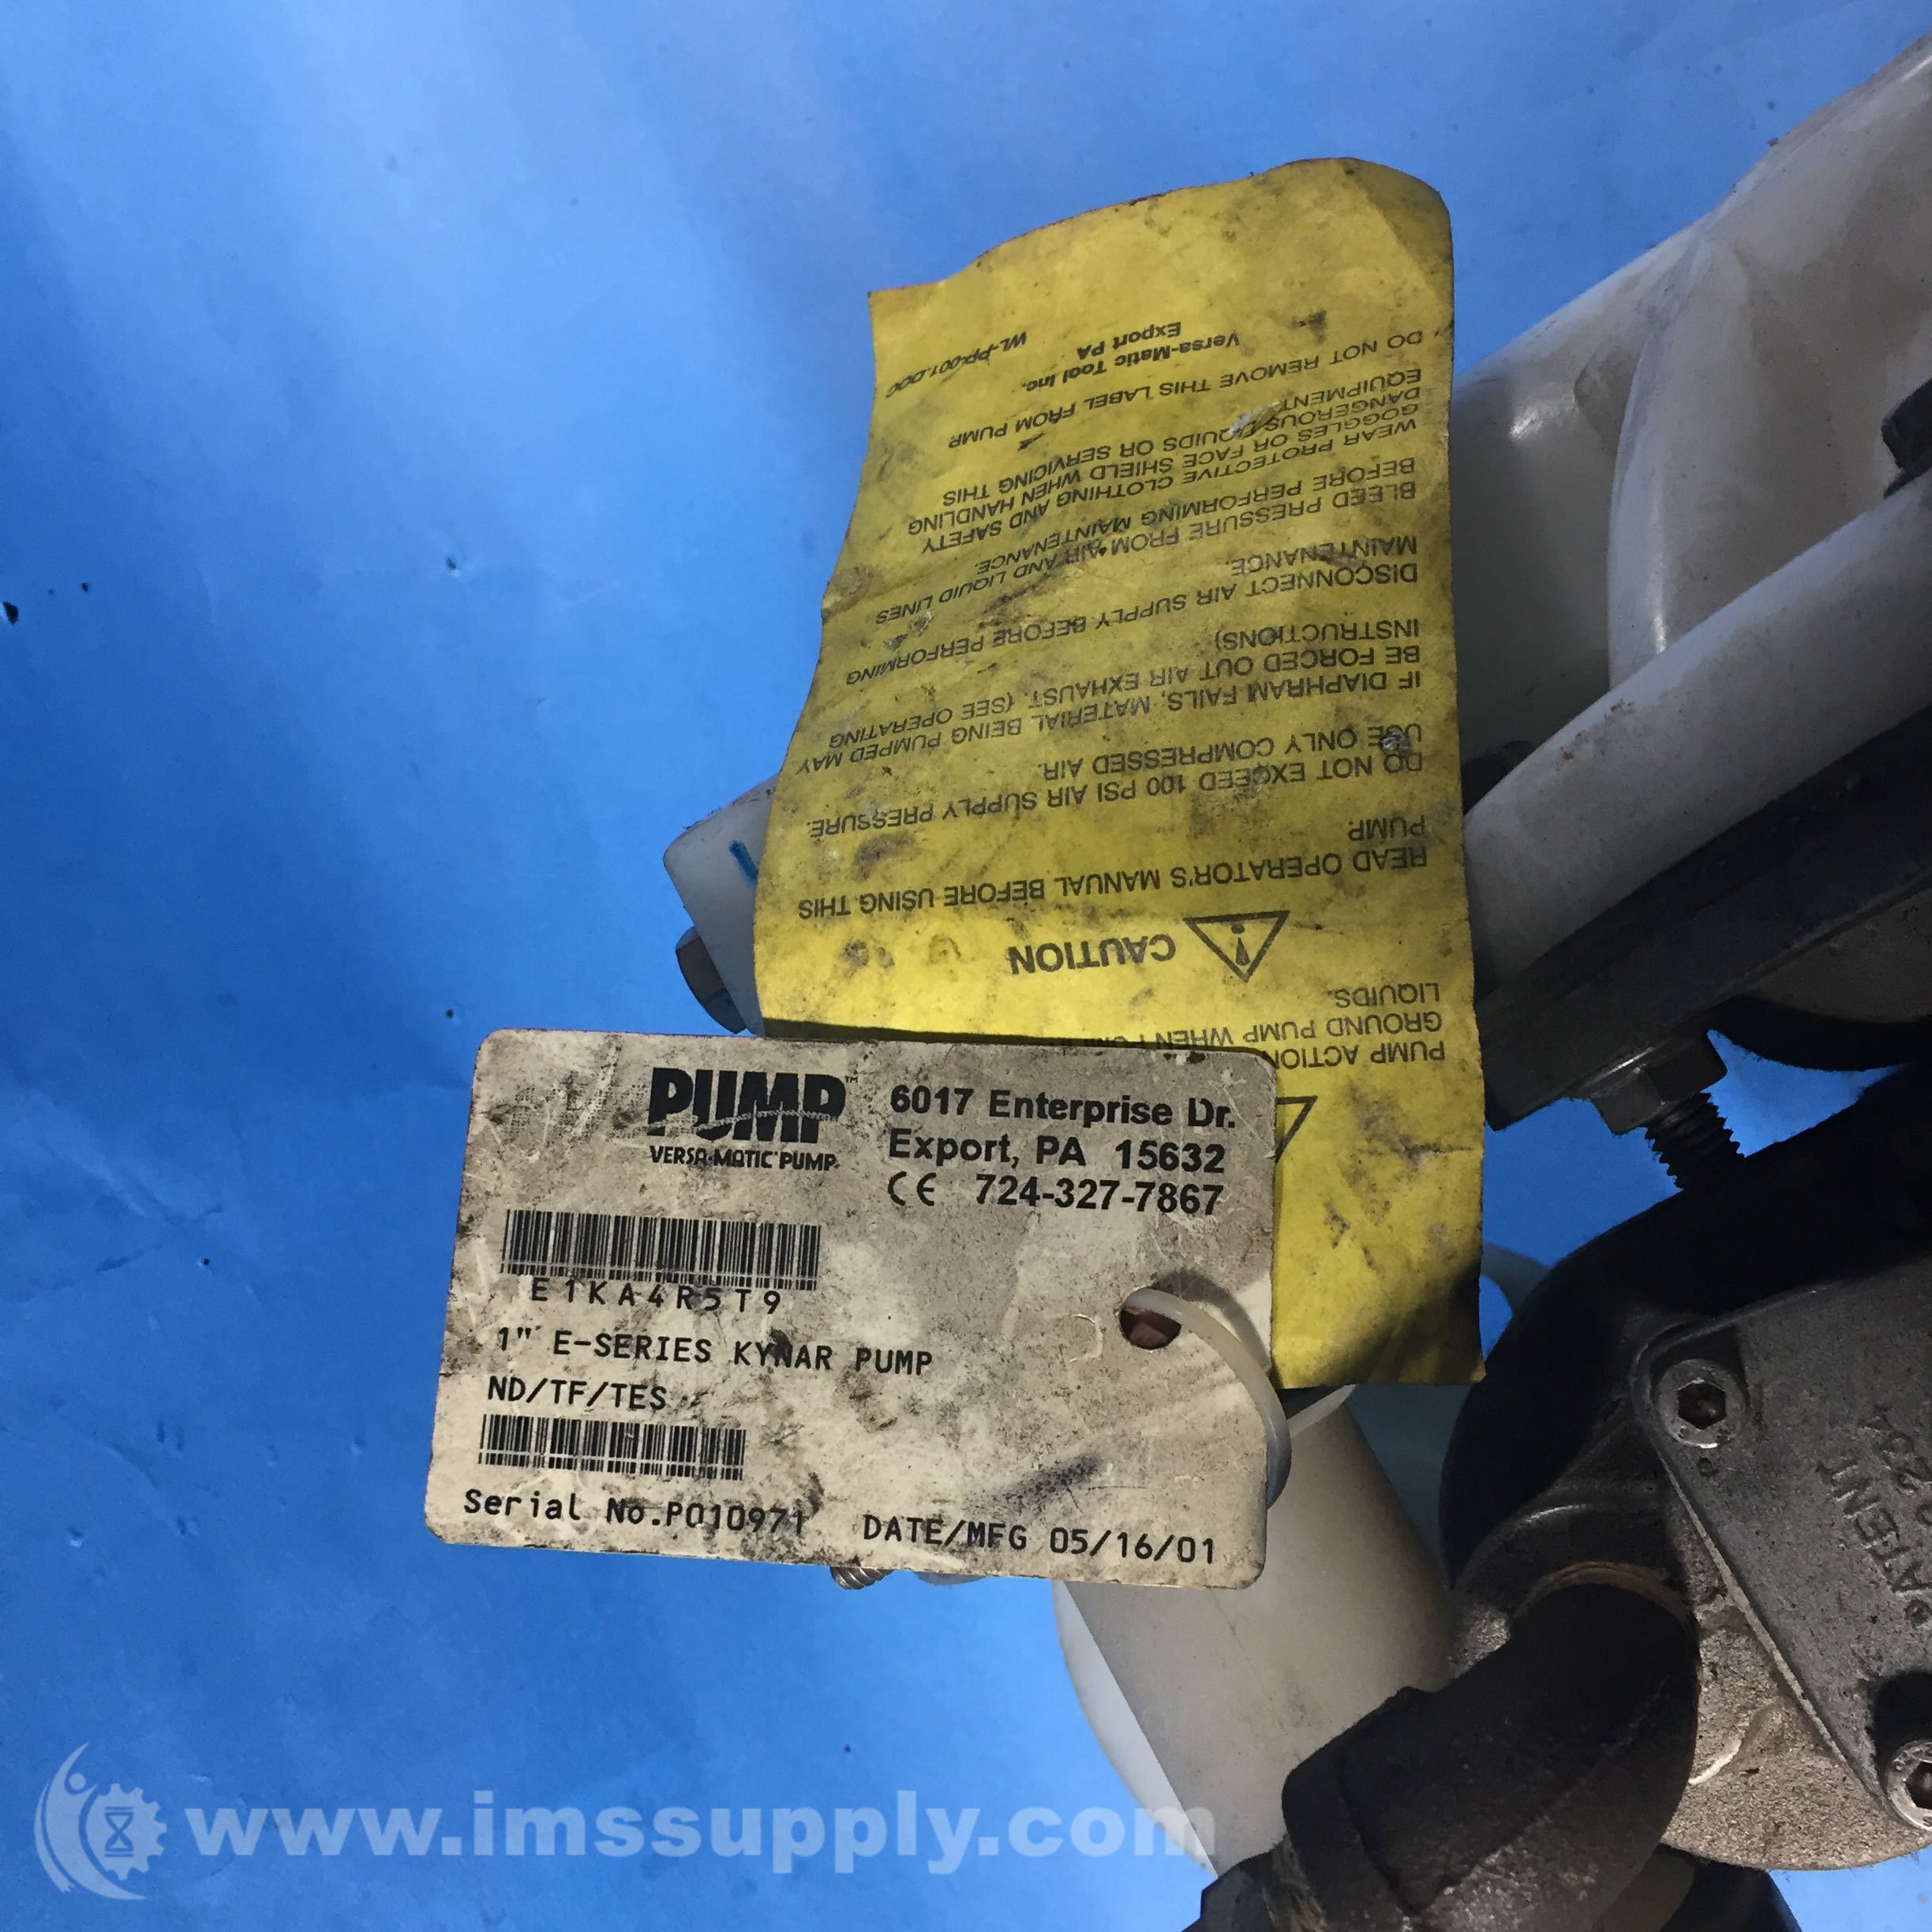 PUMP™
VERSA-MATIC PUMP
6017 Enterprise Dr.
Export, PA 15632
CE 724-327-7867
E1KA4R5T9
1" E-SERIES KYNAR PUMP
ND/TF/TES
Serial No.P010971 DATE/MFG 05/16/01
PUMP ACTION
GROUND PUMP WHEN
LIQUIDS.
CAUTION
READ OPERATOR'S MANUAL BEFORE USING THIS
PUMP.
DO NOT EXCEED 100 PSI AIR SUPPLY PRESSURE.
USE ONLY COMPRESSED AIR.
IF DIAPHRAM FAILS, MATERIAL BEING PUMPED MAY
BE FORCED OUT AIR EXHAUST. (SEE OPERATING
INSTRUCTIONS)
DISCONNECT AIR SUPPLY BEFORE PERFORMING
MAINTENANCE.
BLEED PRESSURE FROM AIR AND LIQUID LINES
BEFORE PERFORMING MAINTENANCE.
WEAR PROTECTIVE CLOTHING AND SAFETY
GOGGLES OR FACE SHIELD WHEN HANDLING
DANGEROUS LIQUIDS OR SERVICING THIS
EQUIPMENT
DO NOT REMOVE THIS LABEL FROM PUMP
Versa-Matic Tool Inc.
Export PA
WL-PP-001.DOC
PATENT
www.imssupply.com